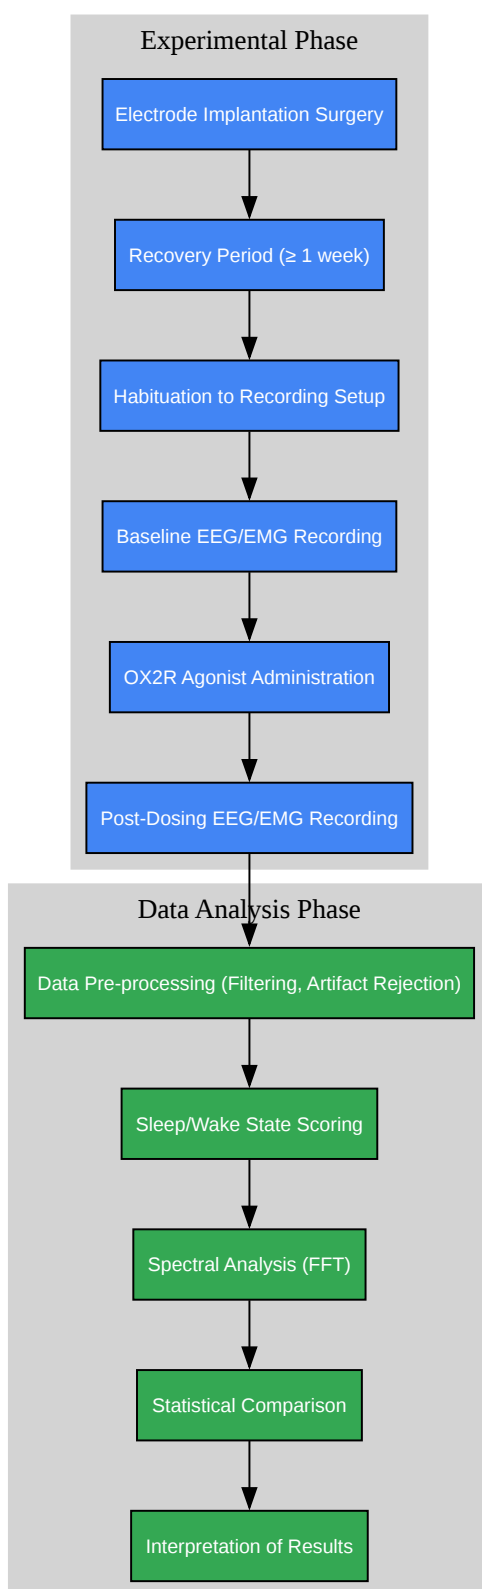 Experimental Phase
Electrode Implantation Surgery
Recovery Period (≥ 1 week)
Habituation to Recording Setup
Baseline EEG/EMG Recording
OX2R Agonist Administration
Post-Dosing EEG/EMG Recording
Data Analysis Phase
Data Pre-processing (Filtering, Artifact Rejection)
Sleep/Wake State Scoring
Spectral Analysis (FFT)
Statistical Comparison
Interpretation of Results